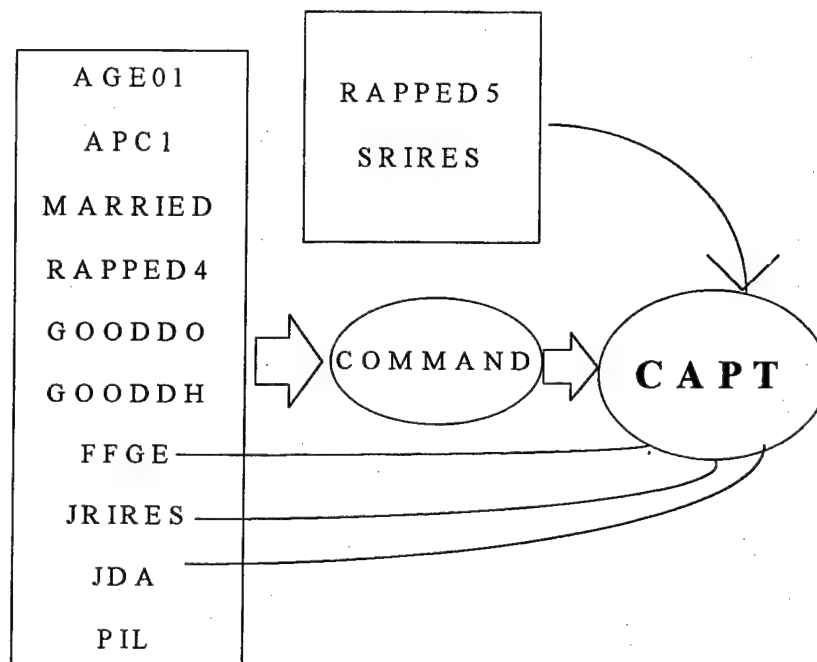 AGE01
APC1
MARRIED
RAPPED4
GOODDO
GOODDH
FFGE
JRIRES
JDA
PIL
RAPPED5
SRIRES
COMMAND
CAPT